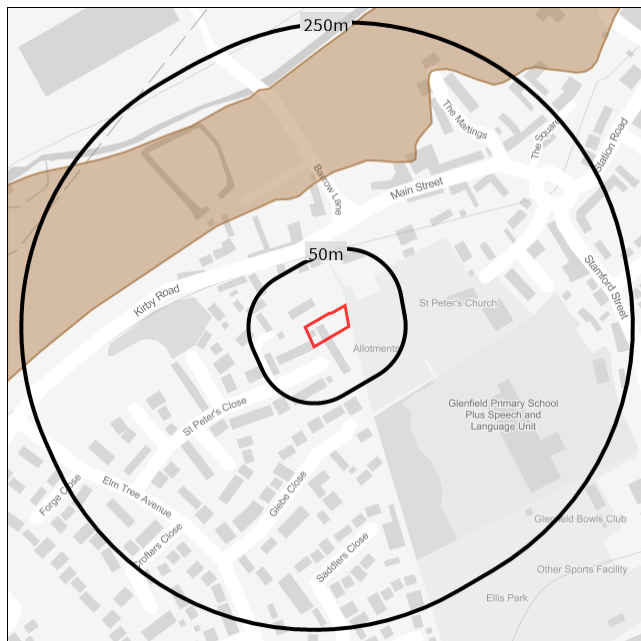 250m
The Maltings
The Square
Station Road
Barrow Lane
Main Street
50m
Stamford Street
Kirby Road
St Peter's Church
Allotments
Glenfield Primary School
Plus Speech and
Language Unit
St Peter's Close
Elm Tree Avenue
Forge Close
Glebe Close
Crofters Close
Saddlers Close
Glenfield Bowls Club
Other Sports Facility
Ellis Park